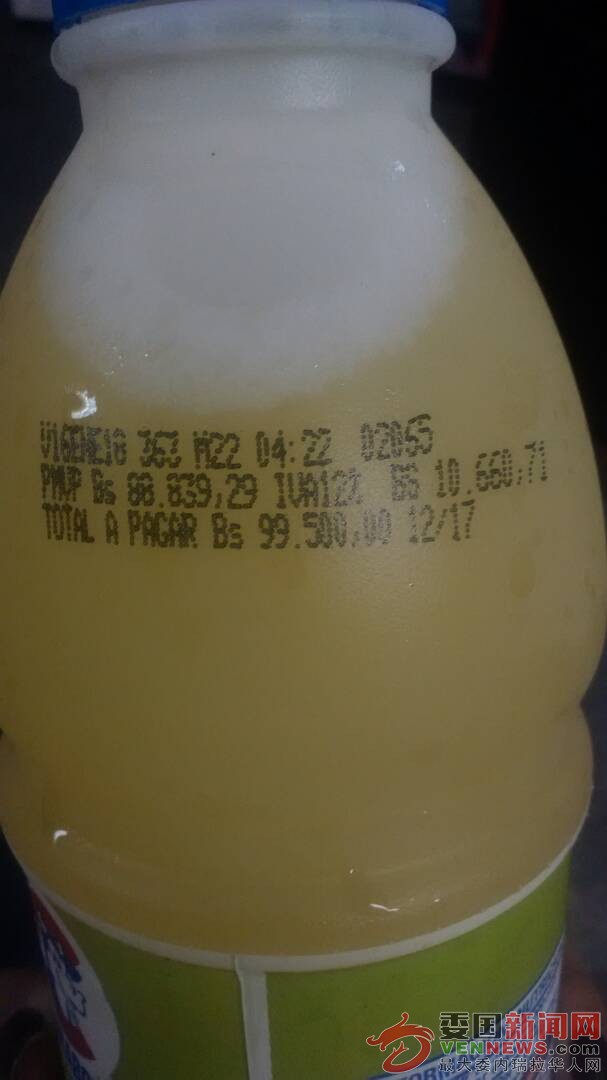 V16ENE18 363 M22 04:22 02055
PMVP Bs 88.839,29 IVA12% BS 10.660,71
TOTAL A PAGAR Bs 99.500,00 12/17
委国新闻网
VENNEWS.com
最大委内瑞拉华人网